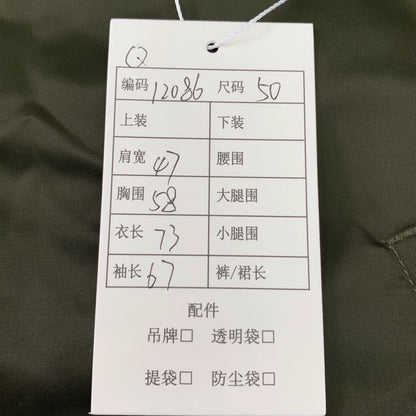 Q
编码 12086 尺码 50
上装 下装
肩宽 47 腰围
胸围 58 大腿围
衣长 73 小腿围
袖长 67 裤/裙长
配件
吊牌□ 透明袋□
提袋□ 防尘袋□